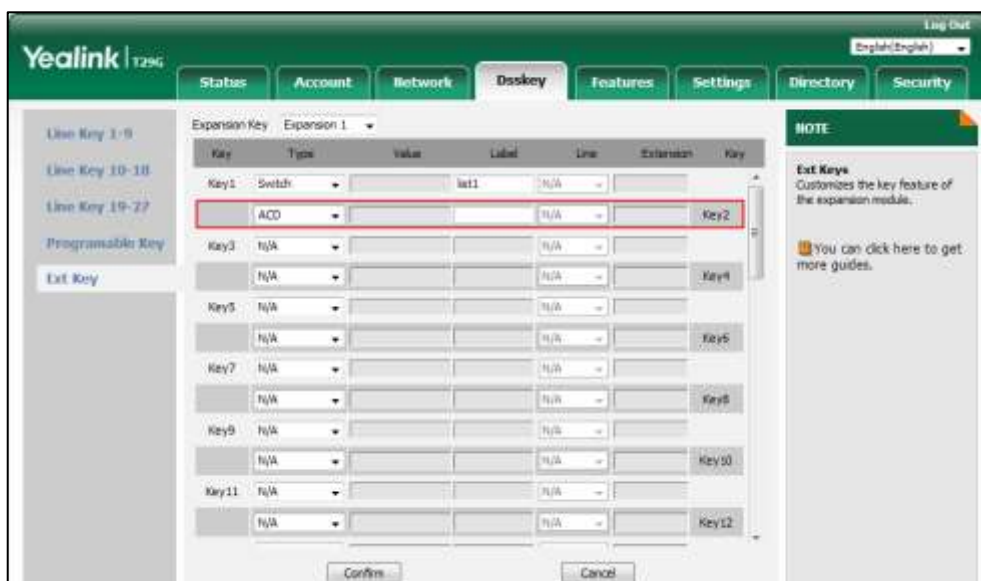 Log Out
Yealink | T29G
English(English)
Status Account Network Dsskey Features Settings Directory Security
Line Key 1-9
Line Key 10-18
Line Key 19-27
Programable Key
Ext Key
Expansion Key Expansion 1
Key Type Value Label Line Extension Key
Key1 Switch list1 N/A
ACD N/A Key2
Key3 N/A N/A
N/A N/A Key4
Key5 N/A N/A
N/A N/A Key6
Key7 N/A N/A
N/A N/A Key8
Key9 N/A N/A
N/A N/A Key10
Key11 N/A N/A
N/A N/A Key12
Confirm Cancel
NOTE
Ext Keys
Customizes the key feature of
the expansion module.
You can click here to get
more guides.